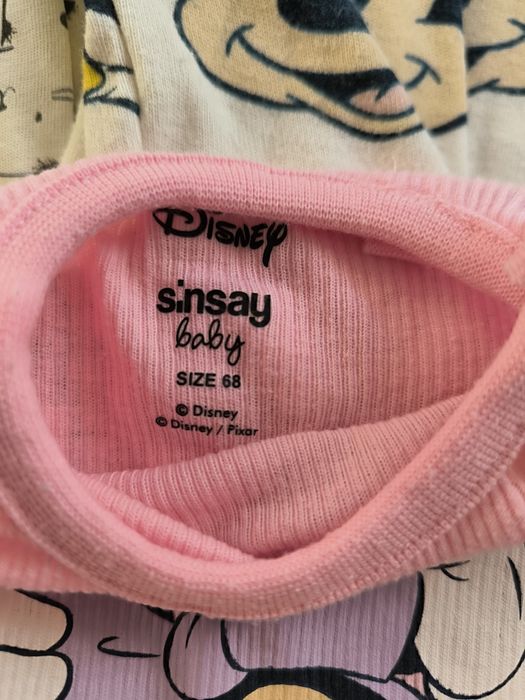 Disney
sinsay
baby
SIZE 68
© Disney
© Disney / Pixar